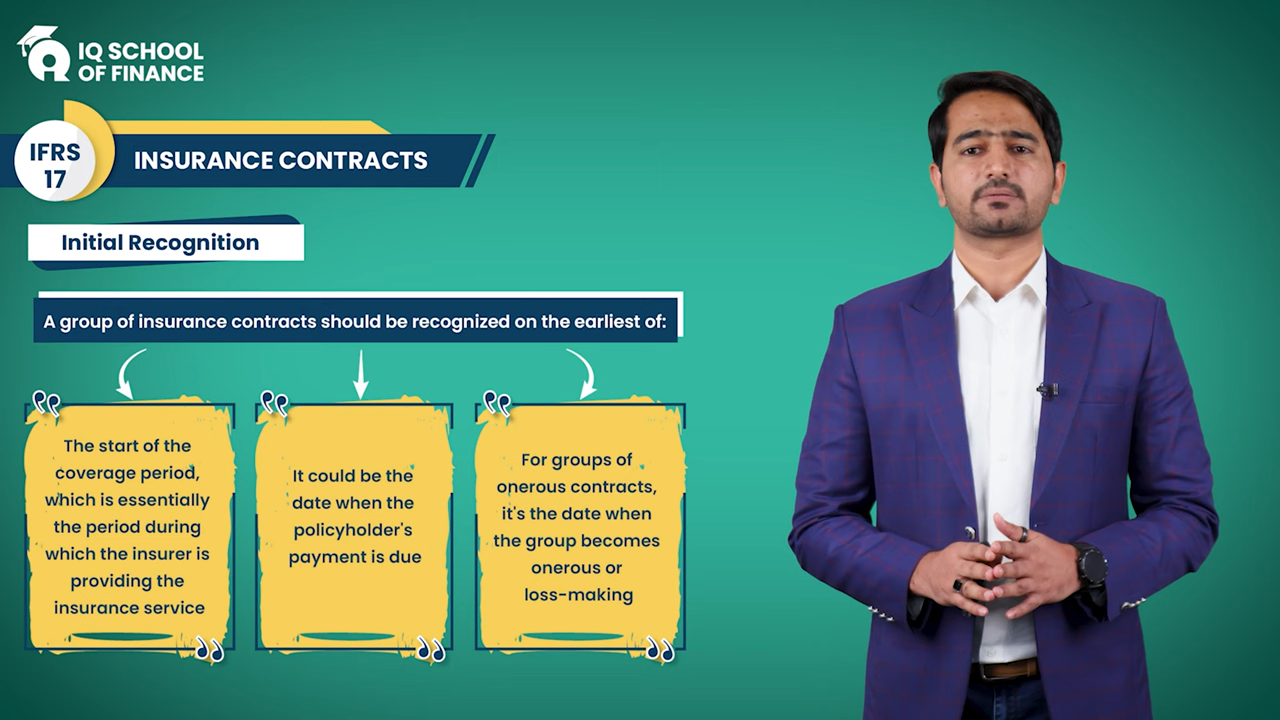 IQ SCHOOL
OF FINANCE
IFRS
17
INSURANCE CONTRACTS
Initial Recognition
A group of insurance contracts should be recognized on the earliest of:
The start of the
coverage period,
which is essentially
the period during
which the insurer is
providing the
insurance service
It could be the
date when the
policyholder's
payment is due
For groups of
onerous contracts,
it's the date when
the group becomes
onerous or
loss-making